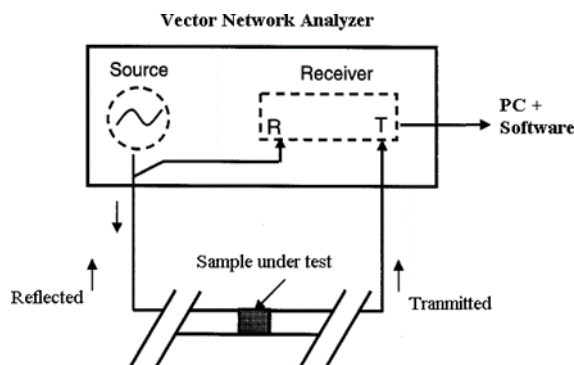 Vector Network Analyzer
Source
Receiver
R
T
PC +
Software
Sample under test
Reflected
Tranmitted